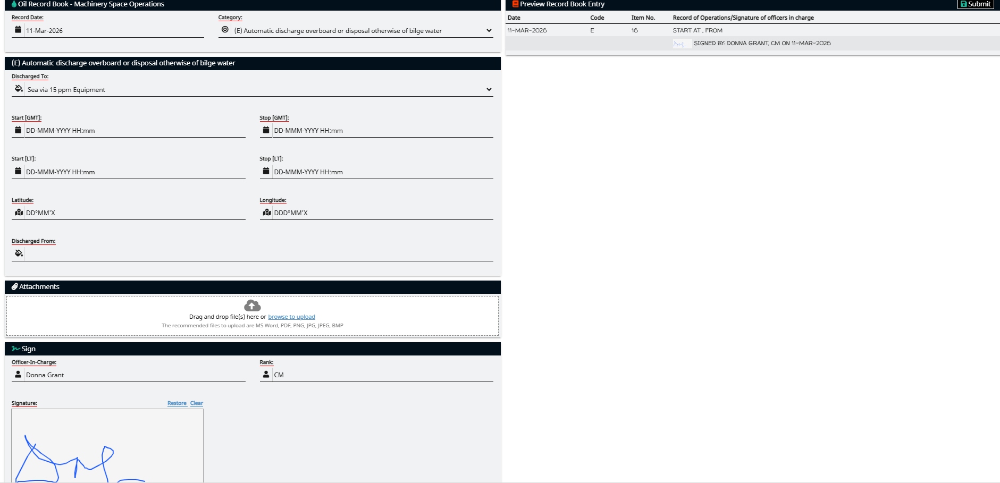 Oil Record Book - Machinery Space Operations
Record Date:
Category:
11-Mar-2026
(E) Automatic discharge overboard or disposal otherwise of bilge water
(E) Automatic discharge overboard or disposal otherwise of bilge water
Discharged To:
Sea via 15 ppm Equipment
Start [GMT]:
Stop [GMT]:
DD-MMM-YYYY HH:mm
DD-MMM-YYYY HH:mm
Start [LT]:
Stop [LT]:
DD-MMM-YYYY HH:mm
DD-MMM-YYYY HH:mm
Latitude:
Longitude:
DD°MM'X
DDD°MM'X
Discharged From:
Attachments
Drag and drop file(s) here or browse to upload
The recommended files to upload are MS Word, PDF, PNG, JPG, JPEG, BMP
Sign
Officer-In-Charge:
Rank:
Donna Grant
CM
Signature:
Restore Clear
Preview Record Book Entry
Submit
Date Code Item No. Record of Operations/Signature of officers in charge
11-MAR-2026 E 16 START AT , FROM
SIGNED BY: DONNA GRANT, CM ON 11-MAR-2026